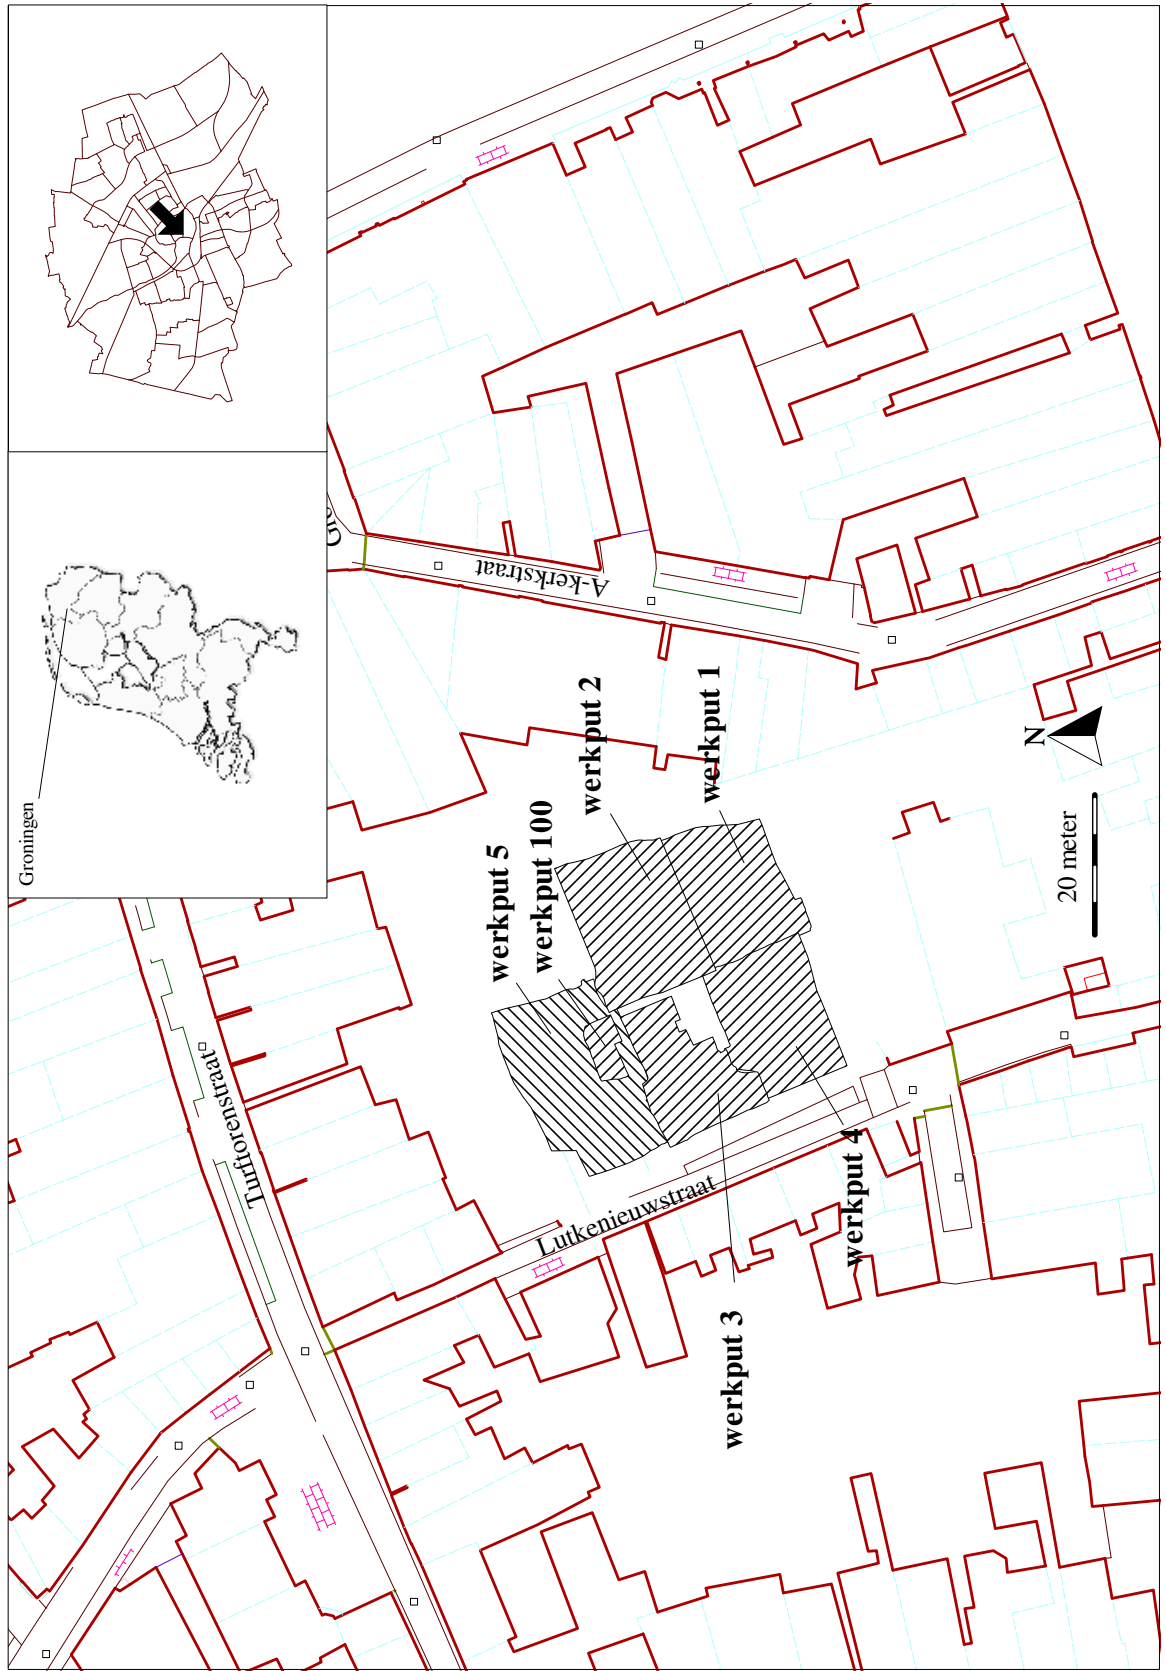 Groningen
A-kerkstraat
werkput 2
werkput 1
werkput 5
werkput 100
N
20 meter
Turftorenstraat
Lutkenieuwstraat
werkput 4
werkput 3